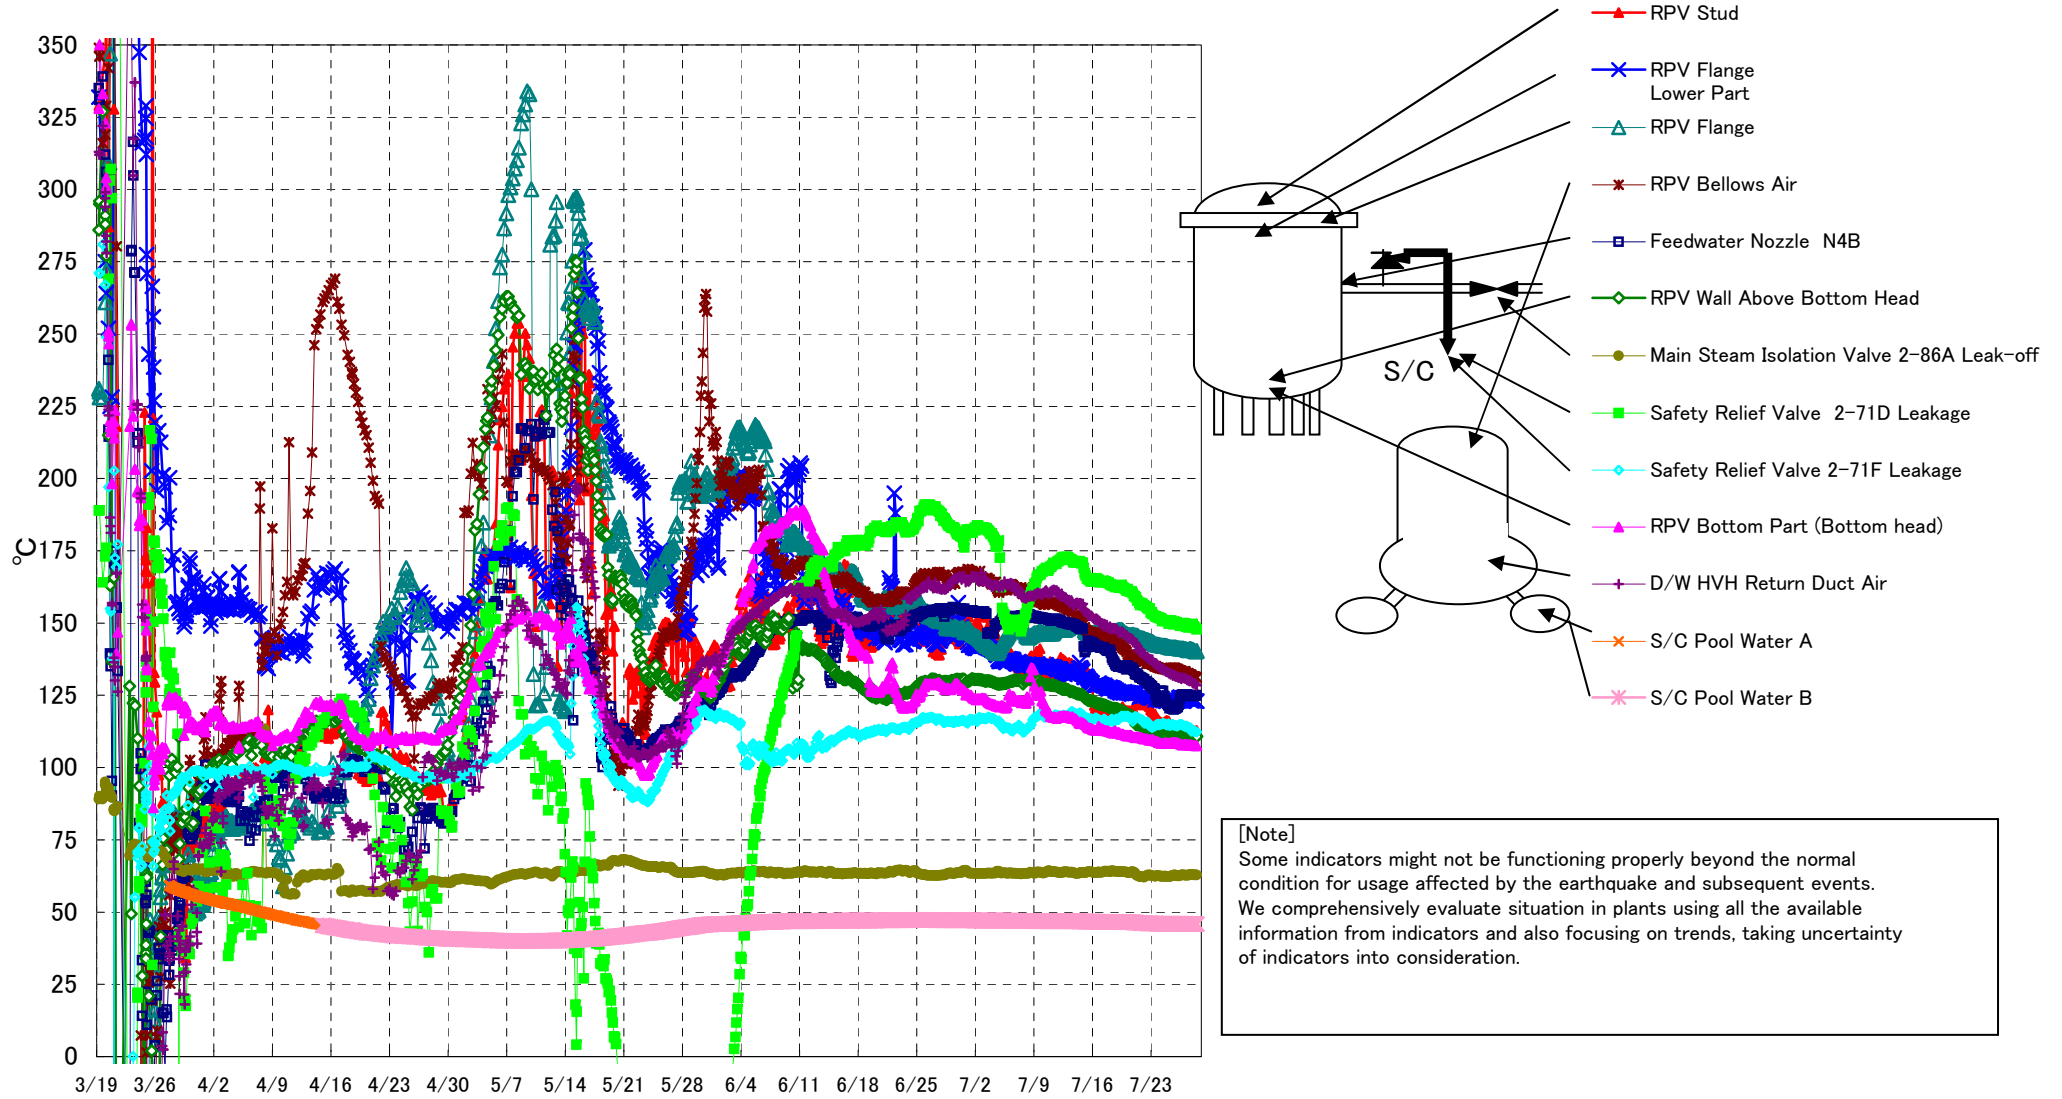 350
325
300
275
250
225
200
175
150
125
100
75
50
25
0
℃
3/19 3/26 4/2 4/9 4/16 4/23 4/30 5/7 5/14 5/21 5/28 6/4 6/11 6/18 6/25 7/2 7/9 7/16 7/23
RPV Stud
RPV Flange
Lower Part
RPV Flange
RPV Bellows Air
Feedwater Nozzle N4B
RPV Wall Above Bottom Head
Main Steam Isolation Valve 2-86A Leak-off
Safety Relief Valve 2-71D Leakage
Safety Relief Valve 2-71F Leakage
RPV Bottom Part (Bottom head)
D/W HVH Return Duct Air
S/C Pool Water A
S/C Pool Water B
S/C
[Note]
Some indicators might not be functioning properly beyond the normal
condition for usage affected by the earthquake and subsequent events.
We comprehensively evaluate situation in plants using all the available
information from indicators and also focusing on trends, taking uncertainty
of indicators into consideration.